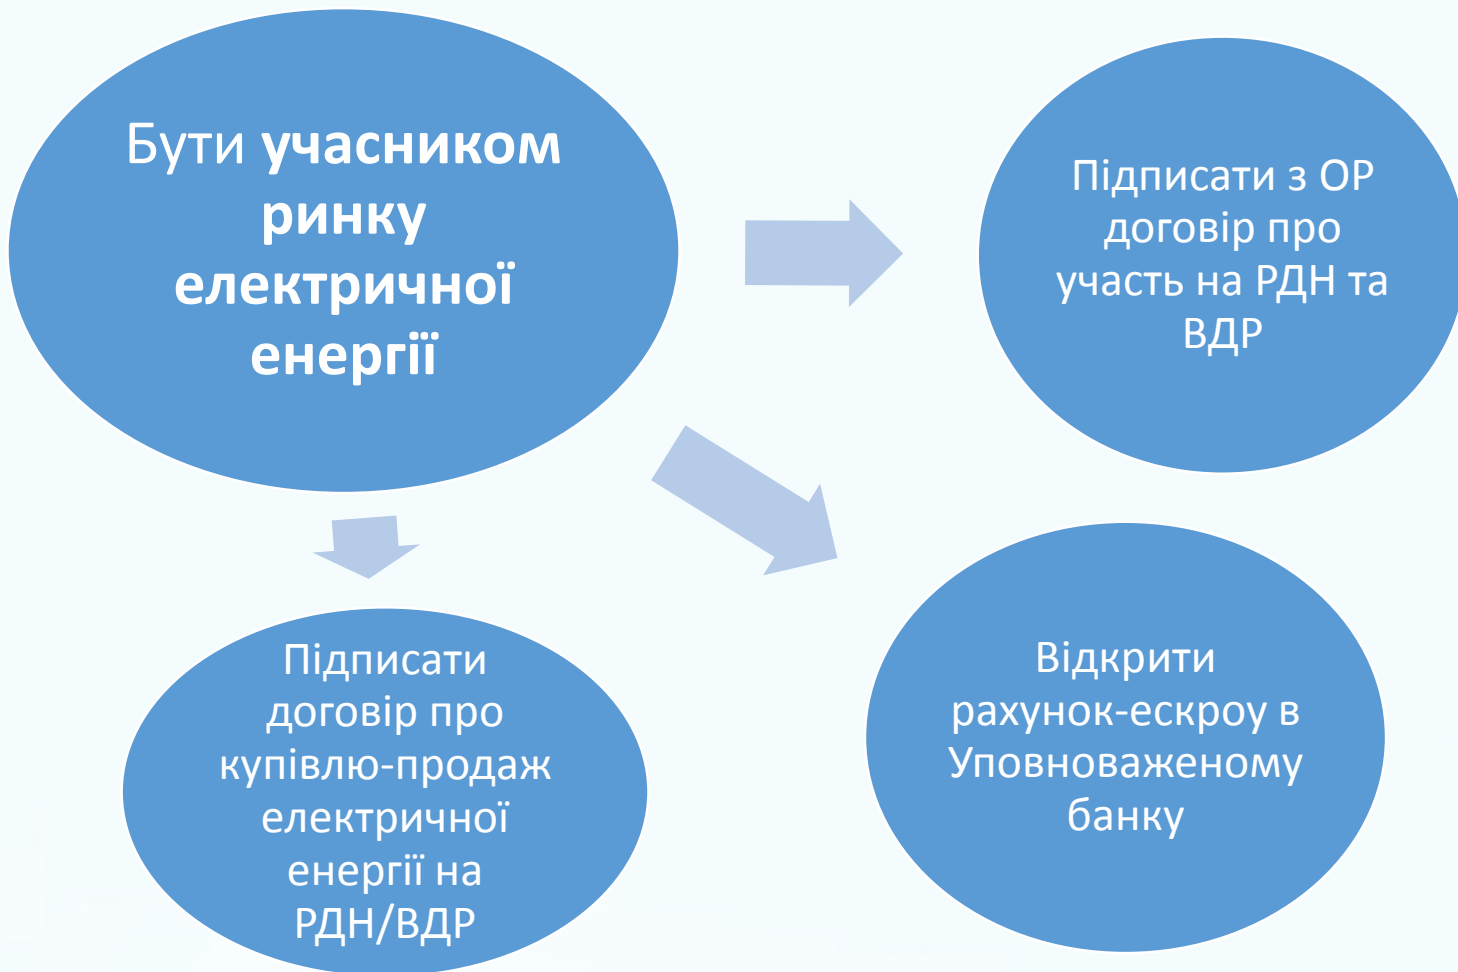 Бути учасником
ринку
електричної
енергії
Підписати з ОР
договір про
участь на РДН та
ВДР
Підписати
договір про
купівлю-продаж
електричної
енергії на
РДН/ВДР
Відкрити
рахунок-ескроу в
Уповноваженому
банку